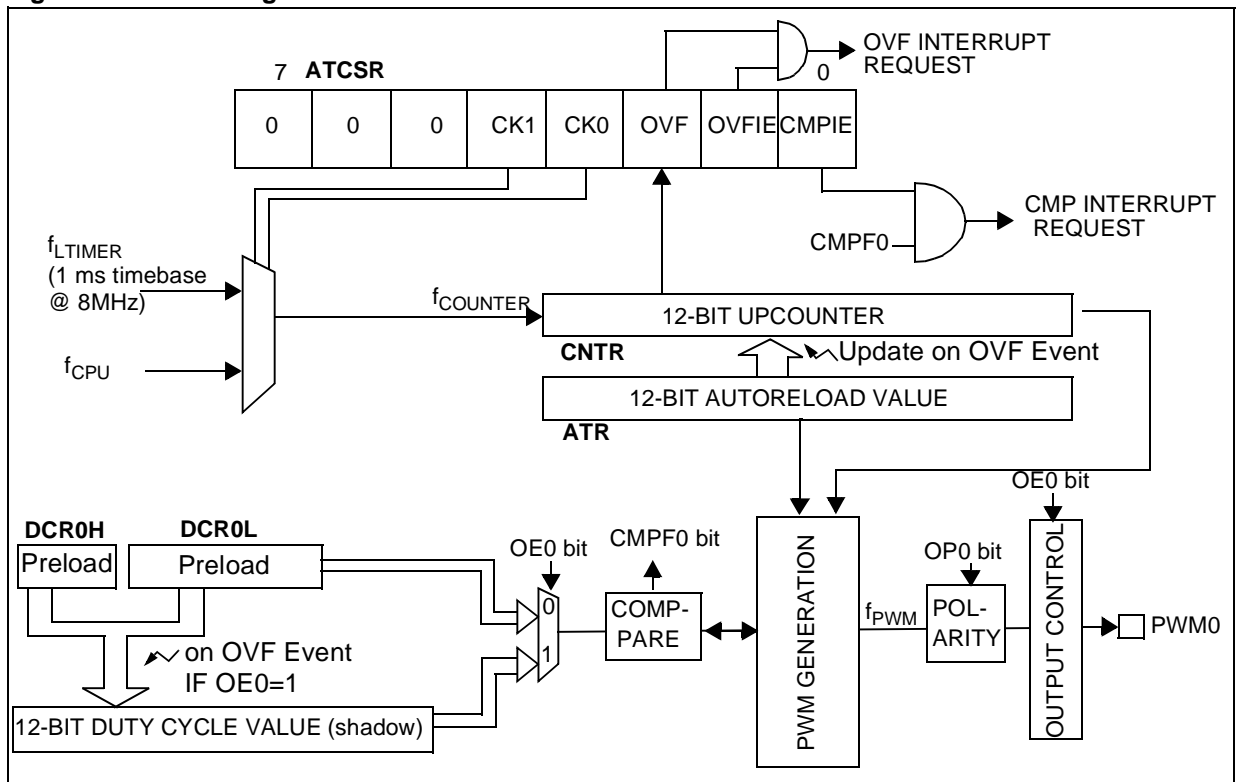 7 ATCSR 0
OVF INTERRUPT
REQUEST
0 0 0 CK1 CK0 OVF OVFIE CMPIE
CMP INTERRUPT
REQUEST
CMPF0
fLTIMER
(1 ms timebase
@ 8MHz)
fCOUNTER
12-BIT UPCOUNTER
CNTR
Update on OVF Event
fCPU
12-BIT AUTORELOAD VALUE
ATR
OE0 bit
DCR0H
DCR0L
Preload
Preload
OE0 bit
CMPF0 bit
OP0 bit
0
1
COMP-
PARE
PWM GENERATION
fPWM
POL-
ARITY
OUTPUT CONTROL
PWM0
on OVF Event
IF OE0=1
12-BIT DUTY CYCLE VALUE (shadow)